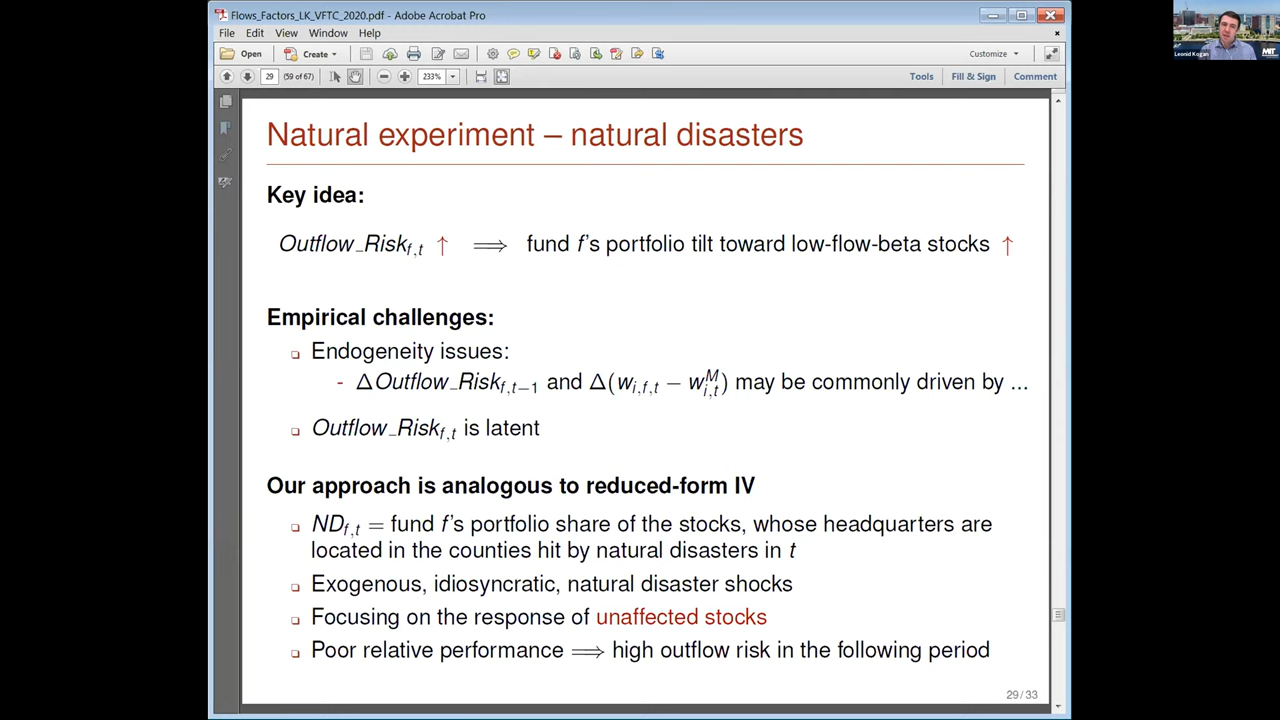 Flows_Factors_LK_VFTC_2020.pdf - Adobe Acrobat Pro
File Edit View Window Help
Open Create Customize
29 (59 of 67) 233% Tools Fill & Sign Comment
Leonid Kogan
MIT
Natural experiment – natural disasters
Key idea:
Outflow_Risk_{f,t} ↑ ⟹ fund f's portfolio tilt toward low-flow-beta stocks ↑
Empirical challenges:
Endogeneity issues:
- ΔOutflow_Risk_{f,t−1} and Δ(w_{i,f,t} − w^M_{i,t}) may be commonly driven by ...
Outflow_Risk_{f,t} is latent
Our approach is analogous to reduced-form IV
ND_{f,t} = fund f's portfolio share of the stocks, whose headquarters are
located in the counties hit by natural disasters in t
Exogenous, idiosyncratic, natural disaster shocks
Focusing on the response of unaffected stocks
Poor relative performance ⟹ high outflow risk in the following period
29 / 33